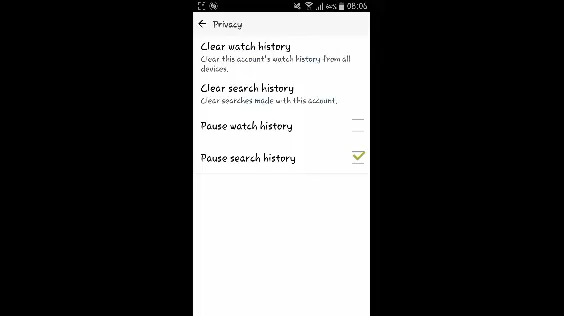 64% 08:06
Privacy
Clear watch history
Clear this account's watch history from all
devices.
Clear search history
Clear searches made with this account.
Pause watch history
Pause search history